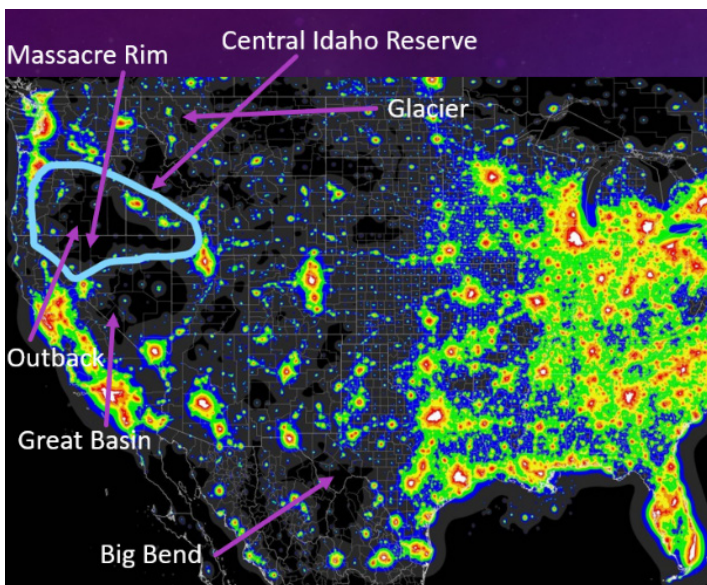 Central Idaho Reserve
Massacre Rim
Glacier
Outback
Great Basin
Big Bend